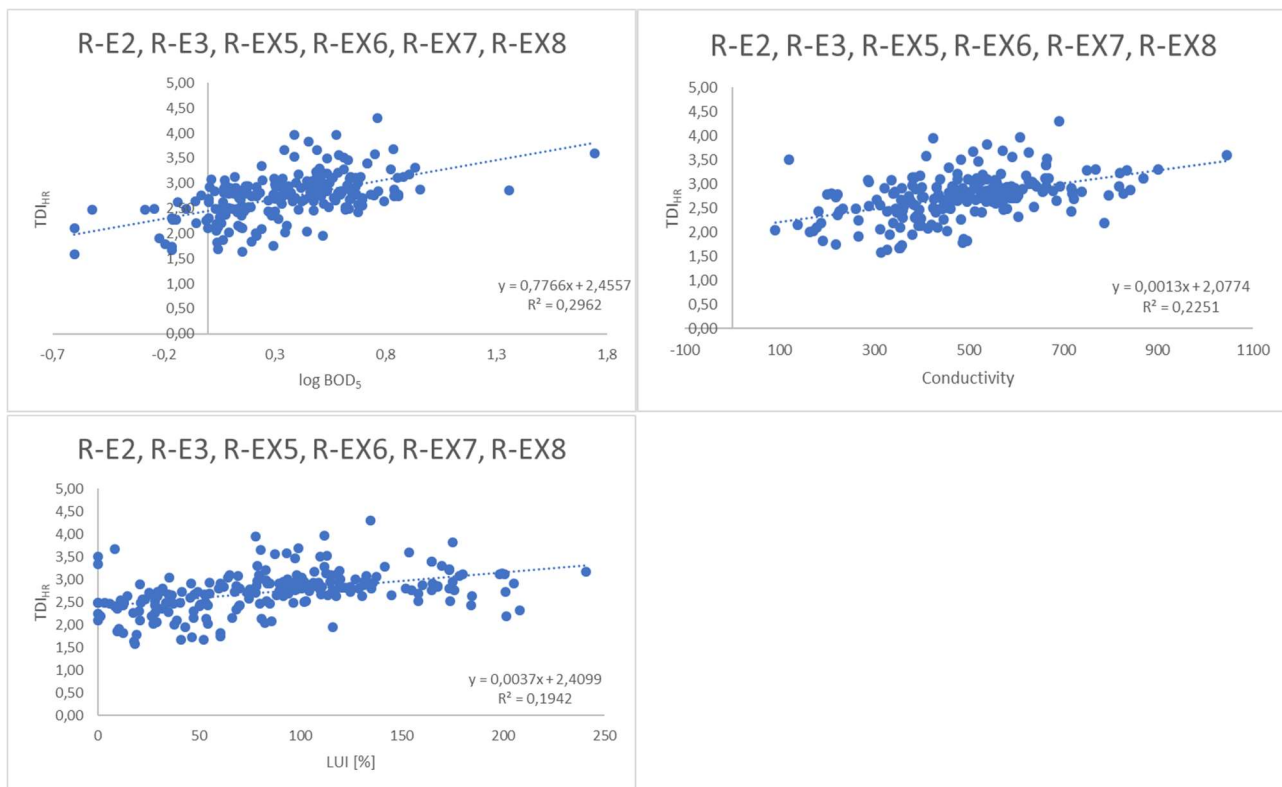 R-E2, R-E3, R-EX5, R-EX6, R-EX7, R-EX8
5,00
4,50
4,00
3,50
3,00
2,50
2,00
1,50
1,00
0,50
0,00
TDIHR
y = 0,7766x + 2,4557
R² = 0,2962
-0,7 -0,2 0,3 0,8 1,3 1,8
log BOD₅
R-E2, R-E3, R-EX5, R-EX6, R-EX7, R-EX8
5,00
4,50
4,00
3,50
3,00
2,50
2,00
1,50
1,00
0,50
0,00
TDIHR
y = 0,0013x + 2,0774
R² = 0,2251
-100 100 300 500 700 900 1100
Conductivity
R-E2, R-E3, R-EX5, R-EX6, R-EX7, R-EX8
5,00
4,50
4,00
3,50
3,00
2,50
2,00
1,50
1,00
0,50
0,00
TDIHR
y = 0,0037x + 2,4099
R² = 0,1942
0 50 100 150 200 250
LUI [%]